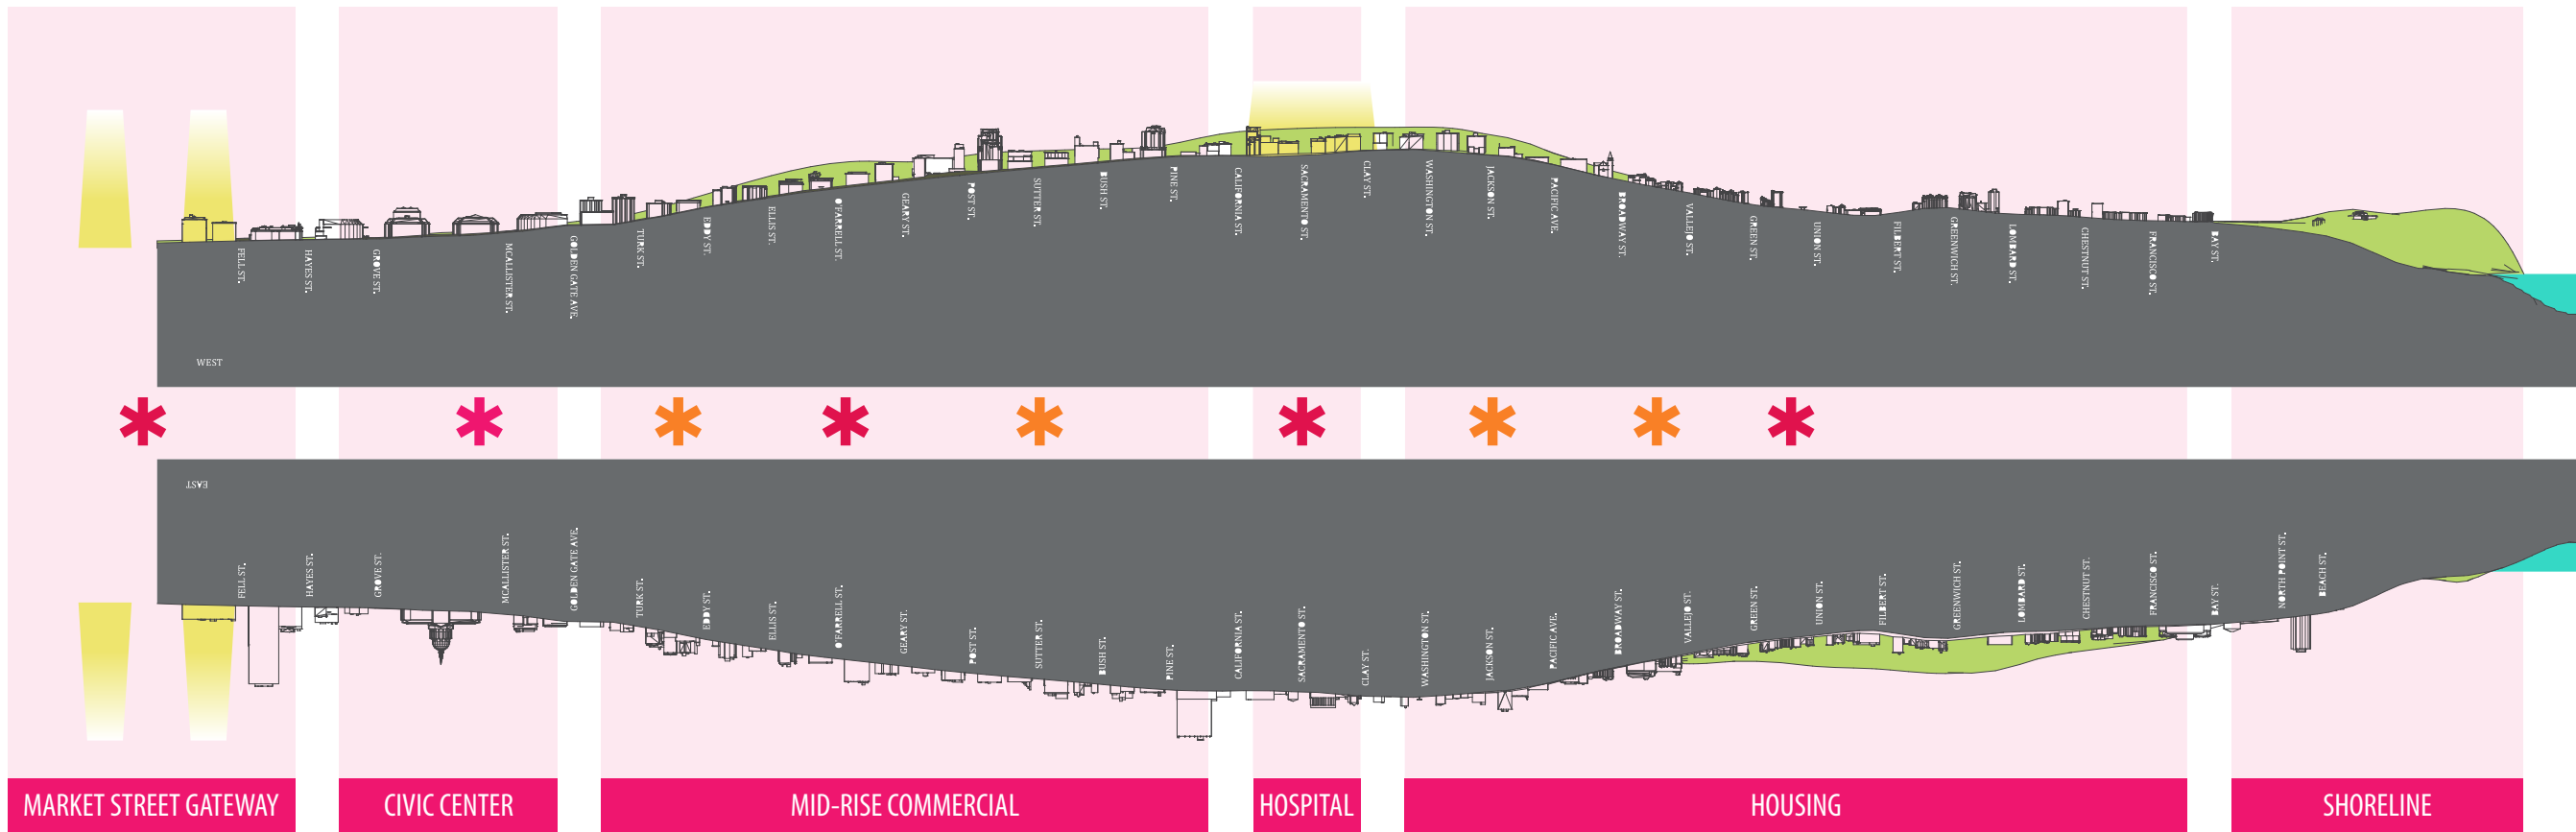 FELL ST.
HAYES ST.
GROVE ST.
MCALLISTER ST.
GOLDEN GATE AVE.
TURK ST.
EDDY ST.
ELLIS ST.
O'FARRELL ST.
GEARY ST.
POST ST.
SUTTER ST.
BUSH ST.
PINE ST.
CALIFORNIA ST.
SACRAMENTO ST.
CLAY ST.
WASHINGTON ST.
JACKSON ST.
PACIFIC AVE.
BROADWAY ST.
VALLEJO ST.
GREEN ST.
UNION ST.
FILBERT ST.
GREENWICH ST.
LOMBARD ST.
CHESTNUT ST.
FRANCISCO ST.
BAY ST.
WEST
EAST
FELL ST.
HAYES ST.
GROVE ST.
MCALLISTER ST.
GOLDEN GATE AVE.
TURK ST.
EDDY ST.
ELLIS ST.
O'FARRELL ST.
GEARY ST.
POST ST.
SUTTER ST.
BUSH ST.
PINE ST.
CALIFORNIA ST.
SACRAMENTO ST.
CLAY ST.
WASHINGTON ST.
JACKSON ST.
PACIFIC AVE.
BROADWAY ST.
VALLEJO ST.
GREEN ST.
UNION ST.
FILBERT ST.
GREENWICH ST.
LOMBARD ST.
CHESTNUT ST.
FRANCISCO ST.
BAY ST.
NORTH POINT ST.
BEACH ST.
MARKET STREET GATEWAY
CIVIC CENTER
MID-RISE COMMERCIAL
HOSPITAL
HOUSING
SHORELINE